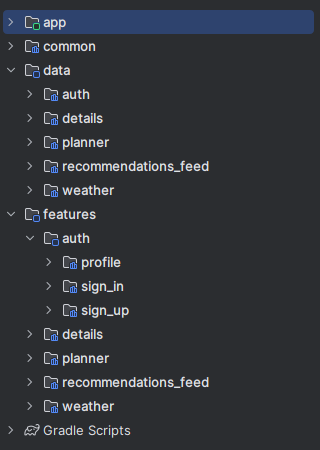 app
common
data
auth
details
planner
recommendations_feed
weather
features
auth
profile
sign_in
sign_up
details
planner
recommendations_feed
weather
Gradle Scripts